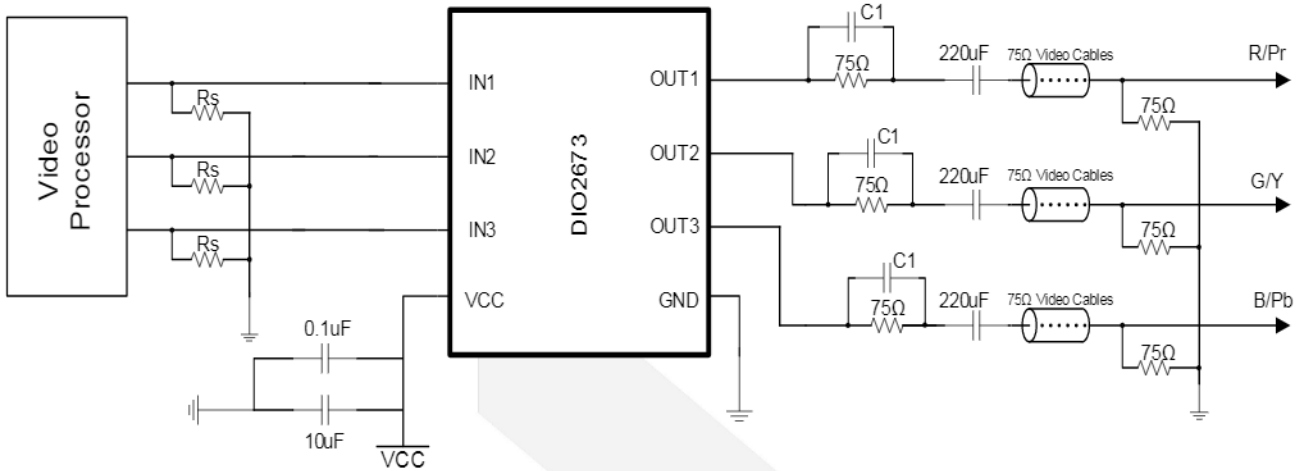 Video Processor
Rs
Rs
Rs
IN1
IN2
IN3
VCC
DIO2673
OUT1
OUT2
OUT3
GND
0.1uF
10uF
VCC
C1
75Ω
220uF
75Ω Video Cables
75Ω
R/Pr
C1
75Ω
220uF
75Ω Video Cables
75Ω
G/Y
C1
75Ω
220uF
75Ω Video Cables
75Ω
B/Pb